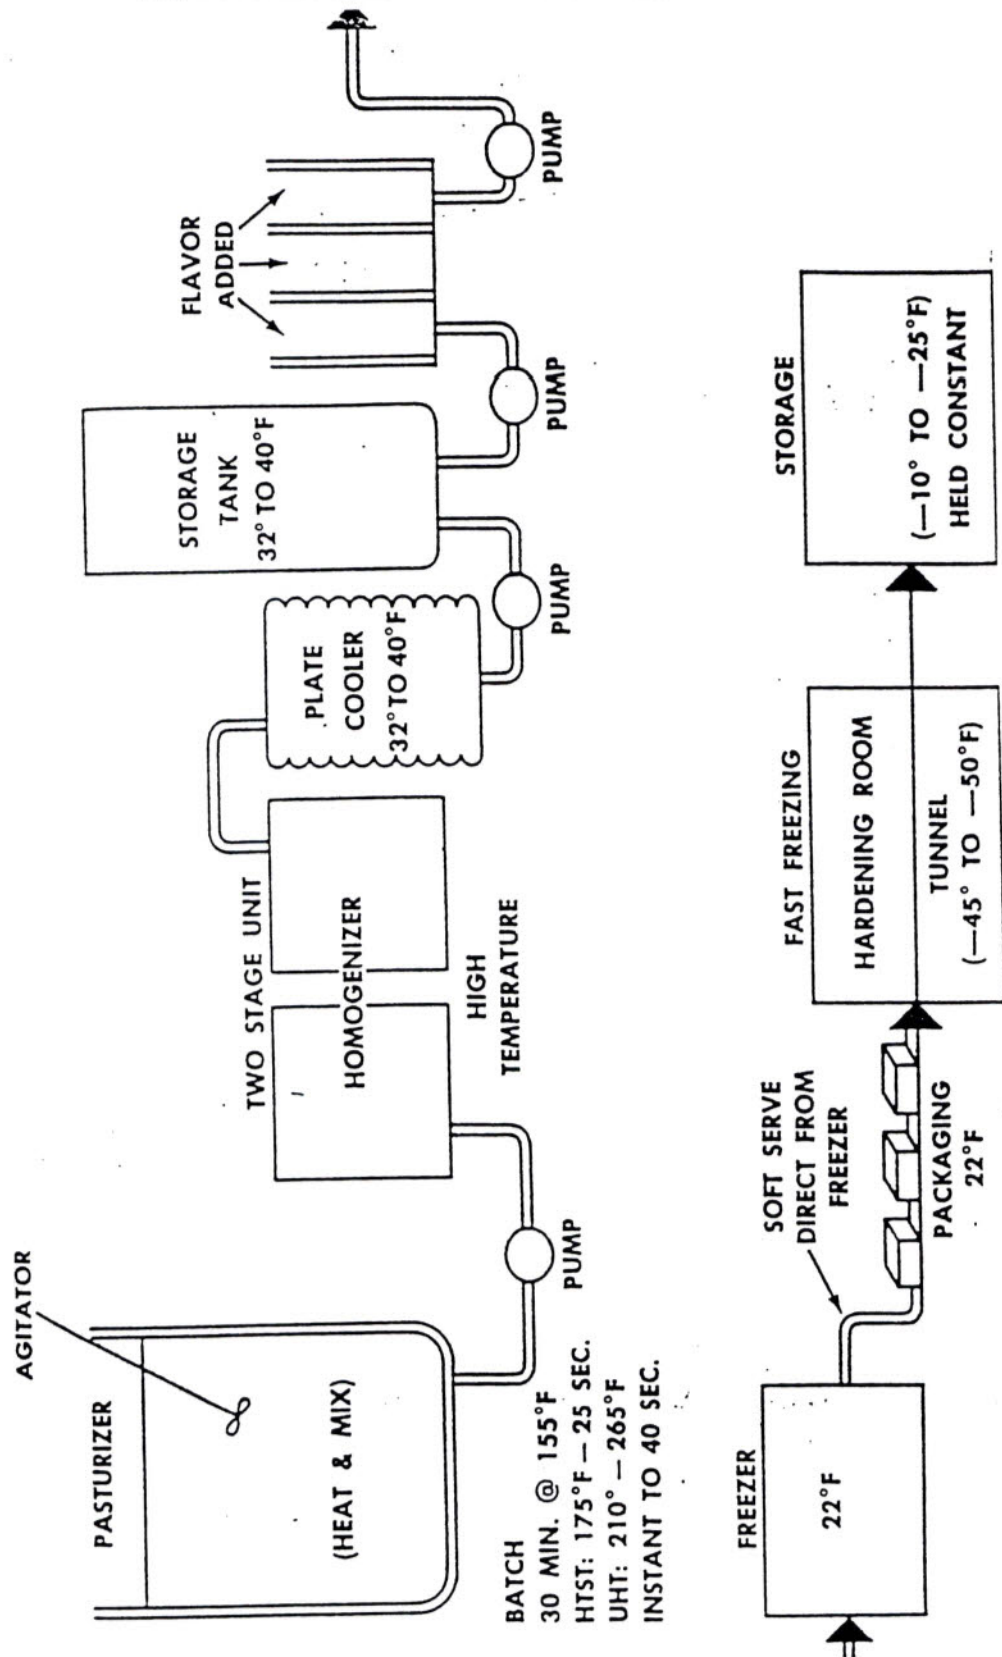 AGITATOR
PASTURIZER
(HEAT & MIX)
BATCH
30 MIN. @ 155°F
HTST: 175°F — 25 SEC.
UHT: 210° — 265°F
INSTANT TO 40 SEC.
PUMP
TWO STAGE UNIT
HOMOGENIZER
HIGH
TEMPERATURE
PLATE
COOLER
32° TO 40°F
PUMP
STORAGE
TANK
32° TO 40°F
PUMP
FLAVOR
ADDED
PUMP
FREEZER
22°F
SOFT SERVE
DIRECT FROM
FREEZER
PACKAGING
22°F
FAST FREEZING
HARDENING ROOM
TUNNEL
(—45° TO —50°F)
STORAGE
(—10° TO —25°F)
HELD CONSTANT